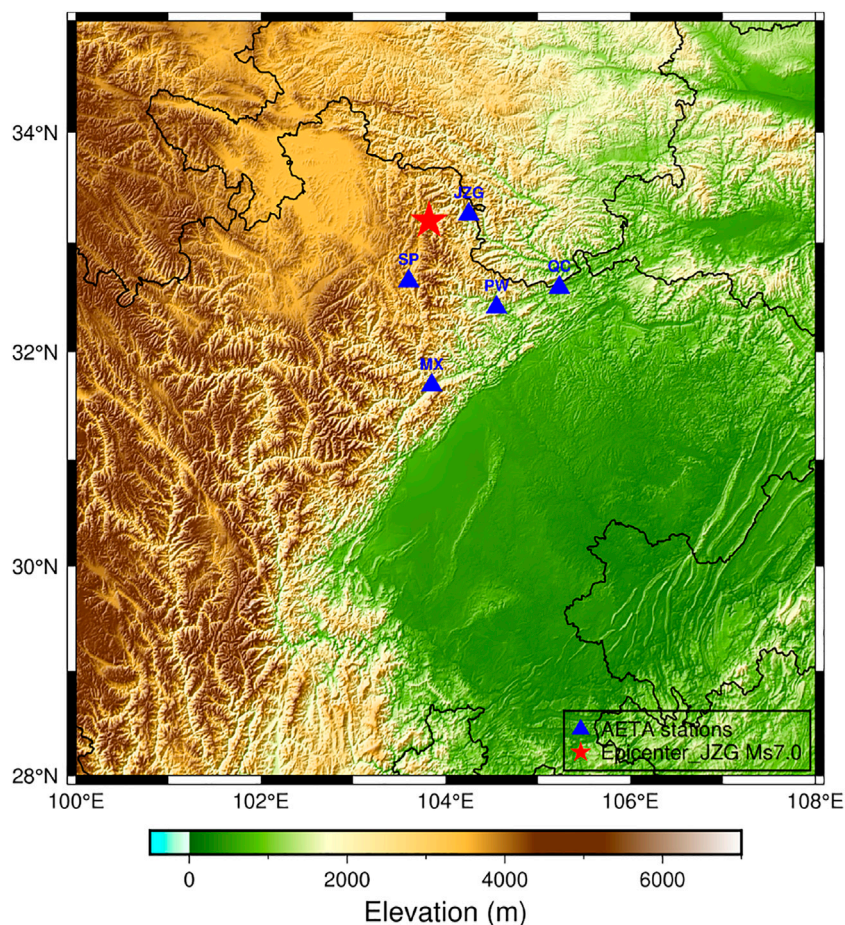 34°N
JZG
SP
QC
PW
32°N
MX
30°N
AETA stations
Epicenter_JZG Ms7.0
28°N
100°E 102°E 104°E 106°E 108°E
0 2000 4000 6000
Elevation (m)